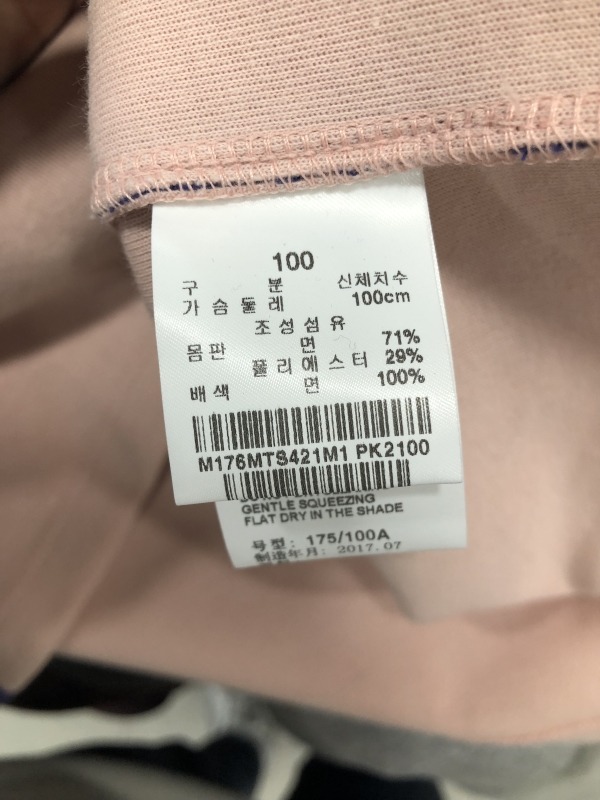 100
구 분 신체치수
가슴둘레 100cm
조성섬유
몸판 면 71%
폴리에스터 29%
배색 면 100%
M176MTS421M1 PK2100
GENTLE SQUEEZING
FLAT DRY IN THE SHADE
号型: 175/100A
制造年月: 2017.07